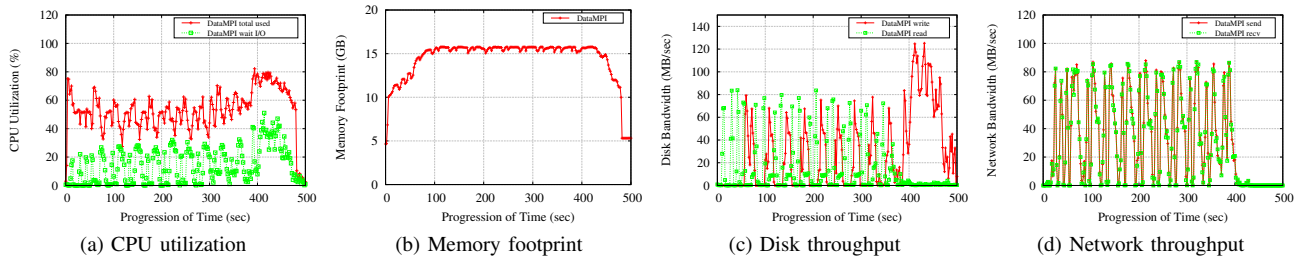 CPU Utilization (%)
120
100
80
60
40
20
0
DataMPI total used
DataMPI wait I/O
0 100 200 300 400 500
Progression of Time (sec)
(a) CPU utilization
Memory Footprint (GB)
20
15
10
5
0
DataMPI
0 100 200 300 400 500
Progression of Time (sec)
(b) Memory footprint
Disk Bandwidth (MB/sec)
140
120
100
80
60
40
20
0
DataMPI write
DataMPI read
0 100 200 300 400 500
Progression of Time (sec)
(c) Disk throughput
Network Bandwidth (MB/sec)
120
100
80
60
40
20
0
DataMPI send
DataMPI recv
0 100 200 300 400 500
Progression of Time (sec)
(d) Network throughput